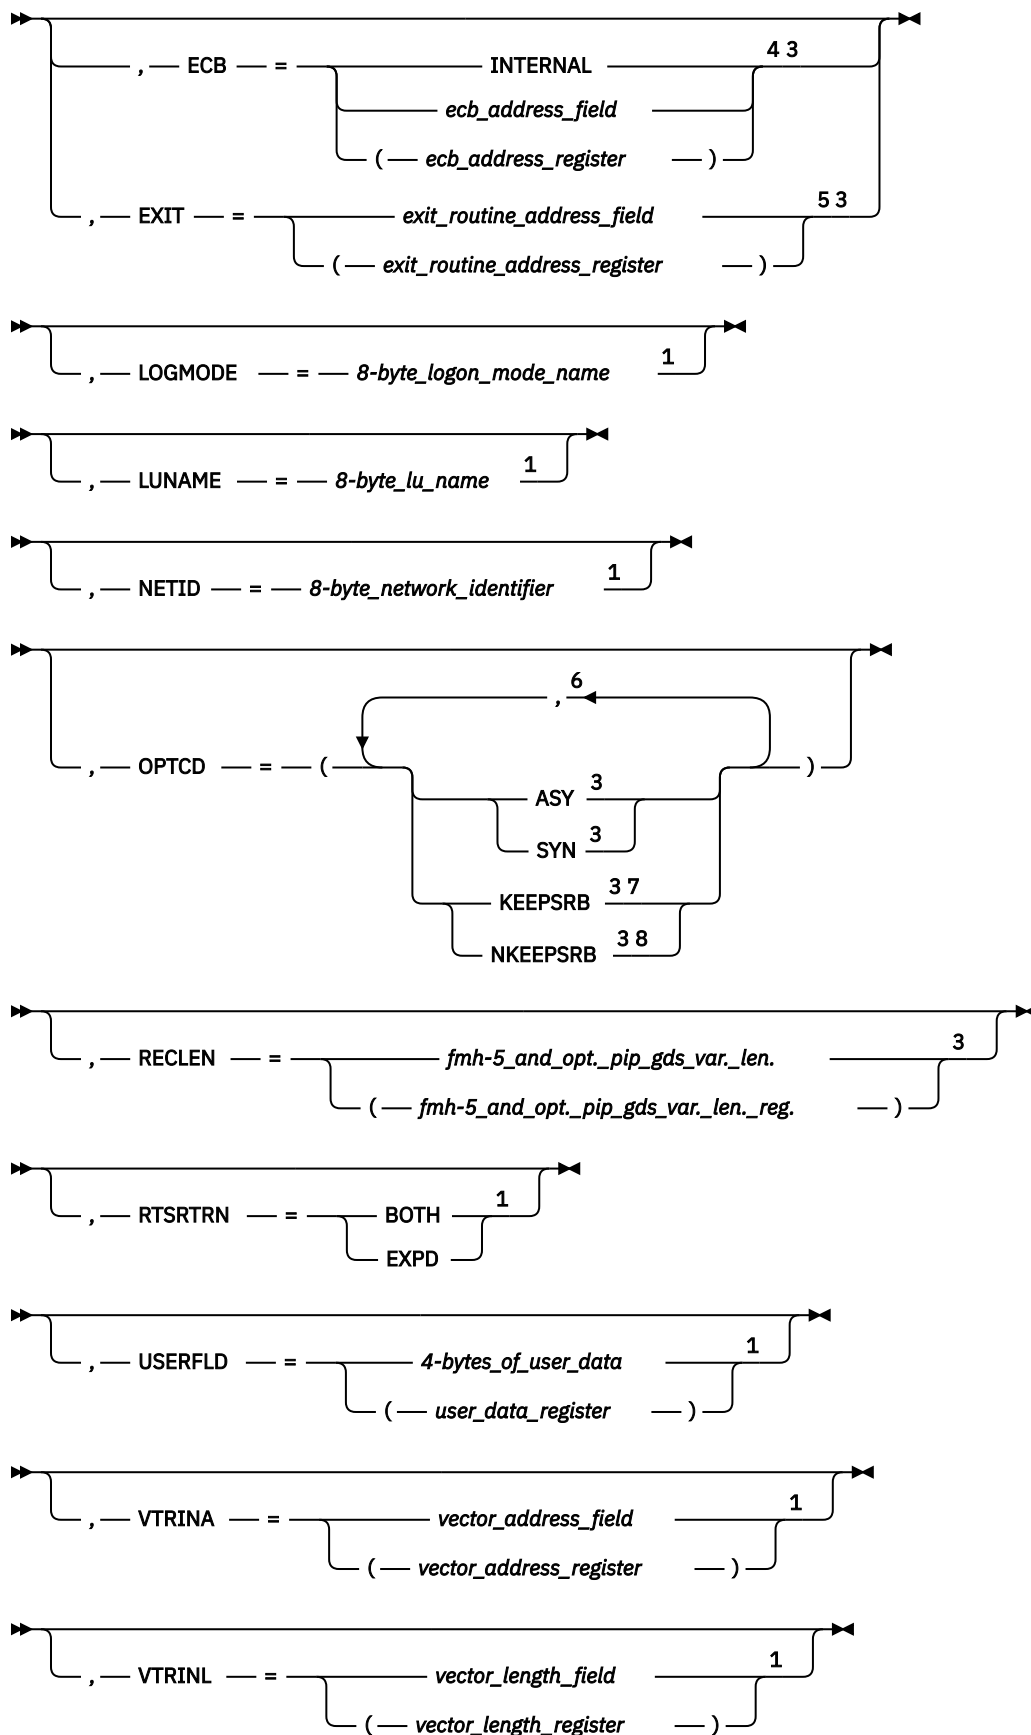 , ECB = INTERNAL 4 3
ecb_address_field
( ecb_address_register )
, EXIT = exit_routine_address_field 5 3
( exit_routine_address_register )
, LOGMODE = 8-byte_logon_mode_name 1
, LUNAME = 8-byte_lu_name 1
, NETID = 8-byte_network_identifier 1
, 6
, OPTCD = ( )
ASY 3
SYN 3
KEEPSRB 3 7
NKEEPSRB 3 8
, RECLEN = fmh-5_and_opt._pip_gds_var._len. 3
( fmh-5_and_opt._pip_gds_var._len._reg. )
, RTSRTRN = BOTH 1
EXPD
, USERFLD = 4-bytes_of_user_data 1
( user_data_register )
, VTRINA = vector_address_field 1
( vector_address_register )
, VTRINL = vector_length_field 1
( vector_length_register )